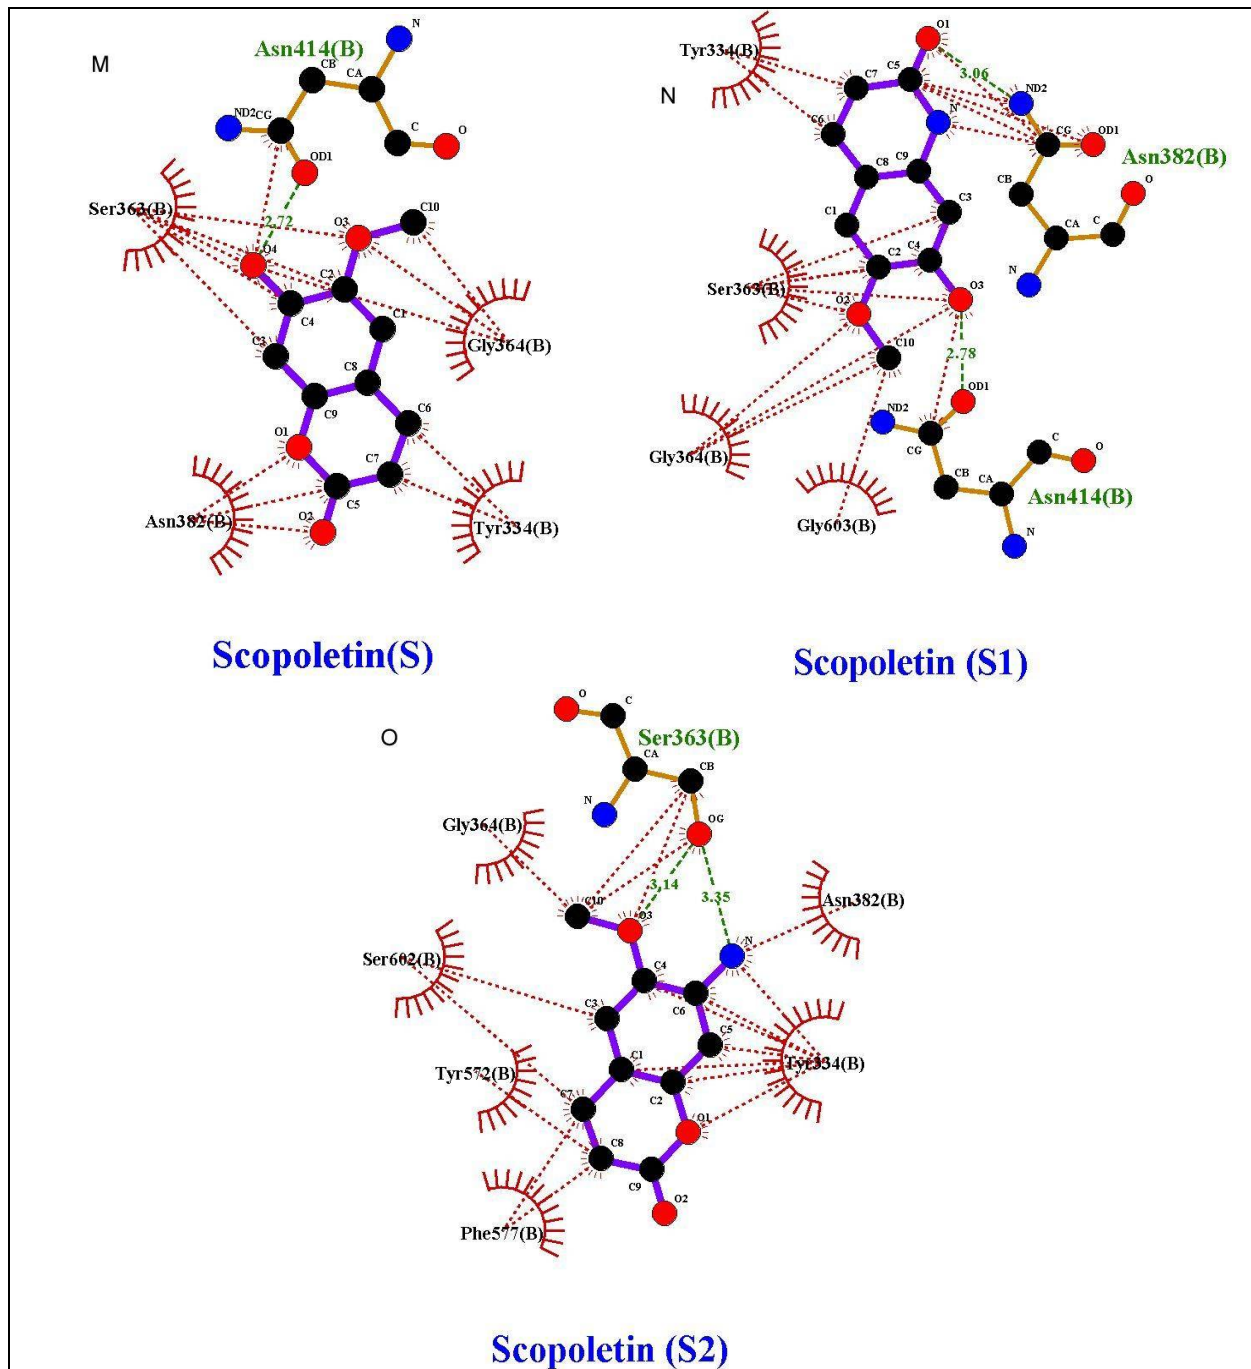 M
Asn414(B)
N
CB
CA
ND2
CG
C
O
OD1
Ser363(B)
2.72
O3
C10
O4
C2
C4
C1
C3
Gly364(B)
C8
C9
C6
O1
C7
C5
Asn382(B)
O2
Tyr334(B)
Scopoletin(S)
N
O1
Tyr334(B)
C5
3.06
C7
ND2
N
C6
CG
OD1
Asn382(B)
C8
C9
CB
O
C3
C1
CA
C
C2
C4
N
Ser363(B)
O2
O3
C10
2.78
OD1
ND2
C
O
Gly364(B)
CG
CB
CA
Asn414(B)
Gly603(B)
N
Scopoletin (S1)
O
O
C
Ser363(B)
CA
CB
N
OG
Gly364(B)
3.14
3.35
Asn382(B)
C10
O3
N
Ser602(B)
C4
C6
C3
C5
C1
Tyr334(B)
Tyr572(B)
C2
C7
O1
C8
C9
O2
Phe577(B)
Scopoletin (S2)